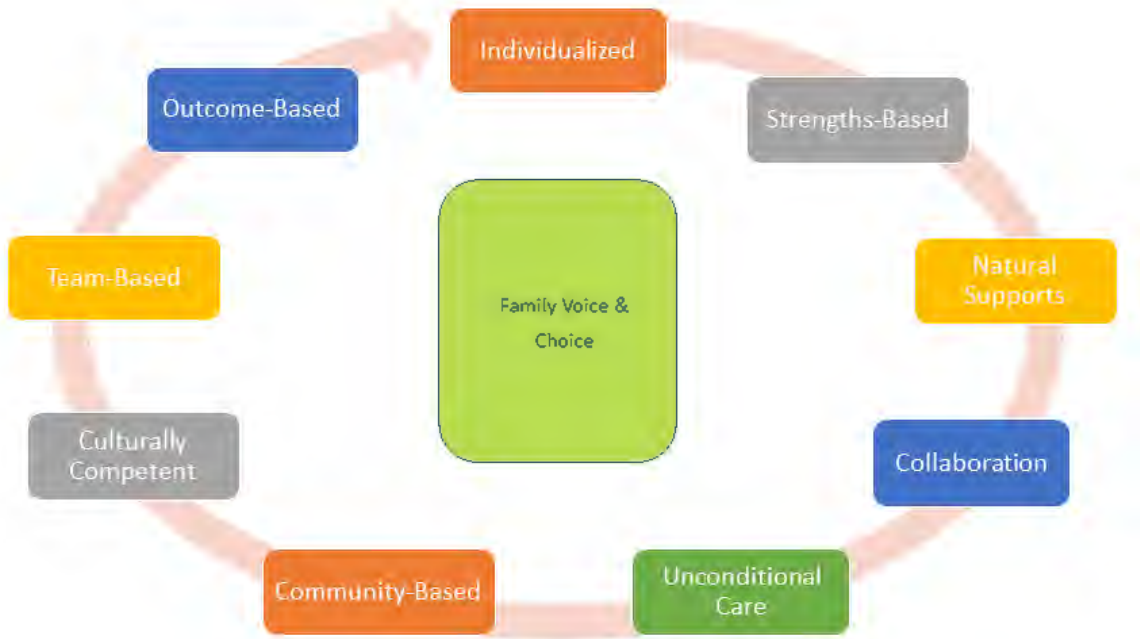 Individualized
Strengths-Based
Natural
Supports
Collaboration
Unconditional
Care
Community-Based
Culturally
Competent
Team-Based
Outcome-Based
Family Voice &
Choice